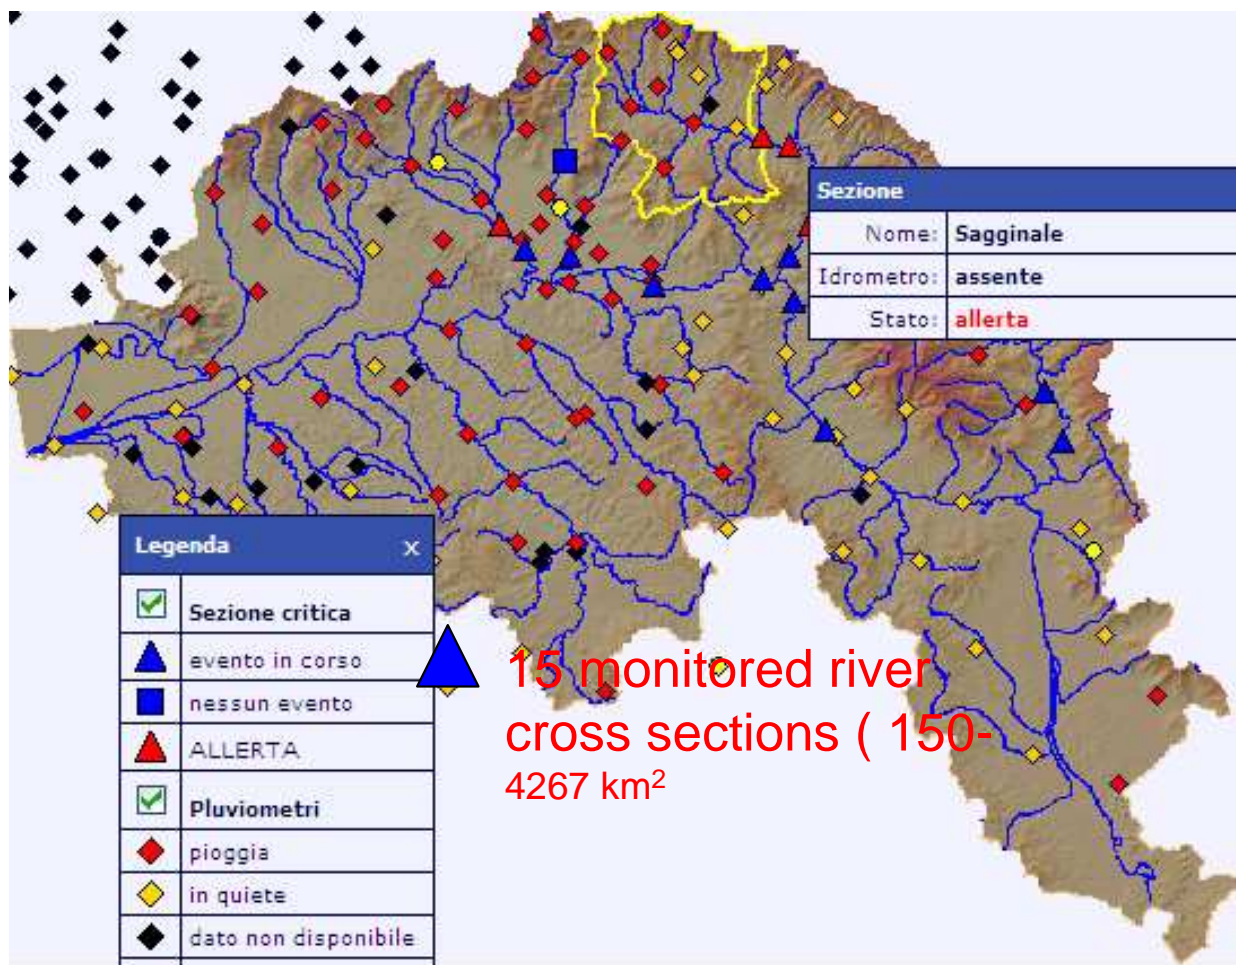 Sezione
Nome: Sagginale
Idrometro: assente
Stato: allerta
Legenda x
Sezione critica
evento in corso
nessun evento
ALLERTA
Pluviometri
pioggia
in quiete
dato non disponibile
15 monitored river
cross sections ( 150-
4267 km²